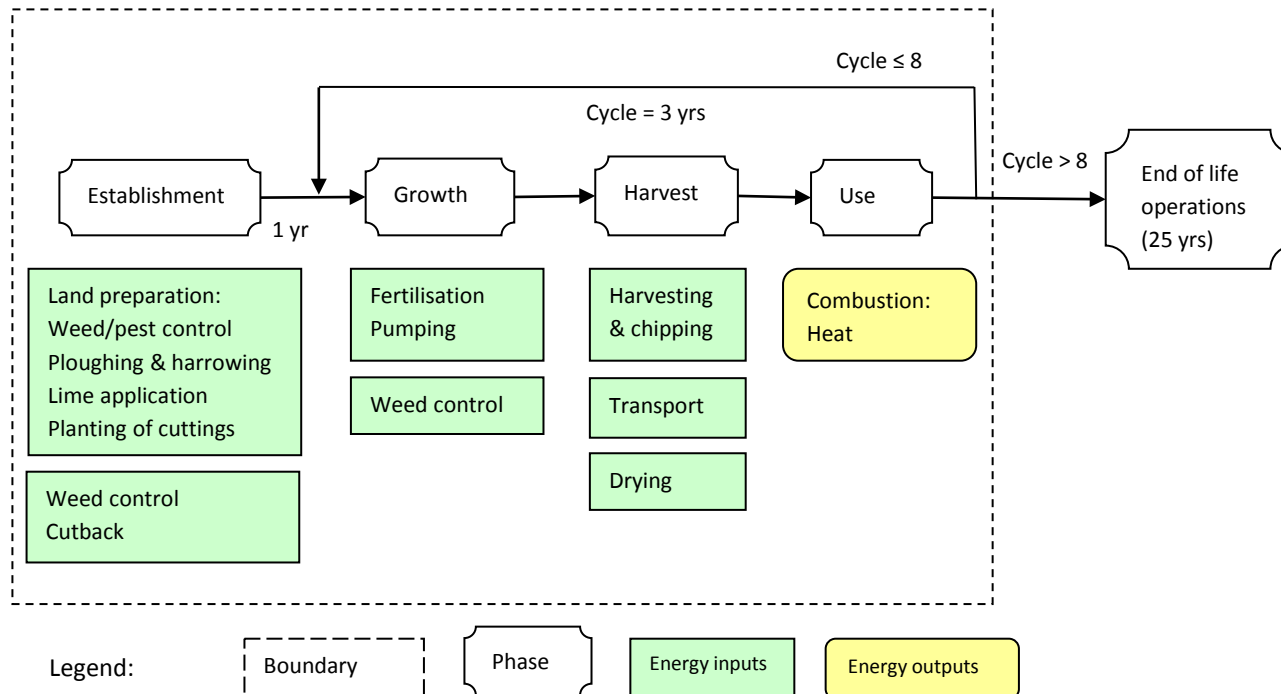 Cycle ≤ 8
Cycle = 3 yrs
Cycle > 8
Establishment
1 yr
Growth
Harvest
Use
End of life
operations
(25 yrs)
Land preparation:
Weed/pest control
Ploughing & harrowing
Lime application
Planting of cuttings
Weed control
Cutback
Fertilisation
Pumping
Weed control
Harvesting
& chipping
Transport
Drying
Combustion:
Heat
Legend:
Boundary
Phase
Energy inputs
Energy outputs